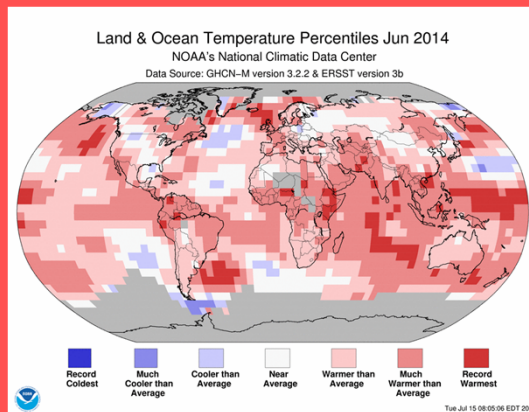 Land & Ocean Temperature Percentiles Jun 2014
NOAA's National Climatic Data Center
Data Source: GHCN–M version 3.2.2 & ERSST version 3b
Record
Coldest
Much
Cooler than
Average
Cooler than
Average
Near
Average
Warmer than
Average
Much
Warmer than
Average
Record
Warmest
Tue Jul 15 08:05:06 EDT 20